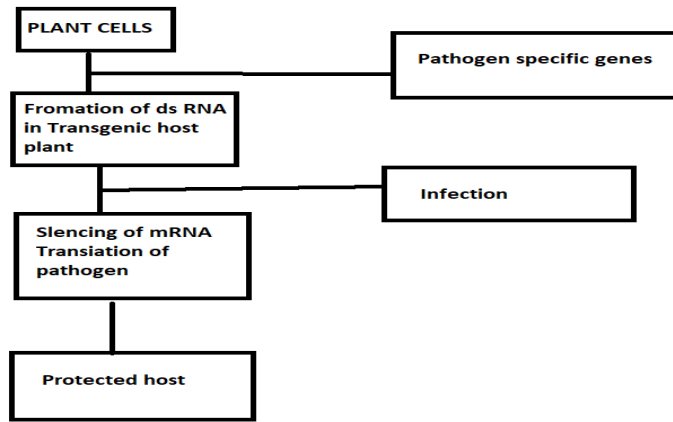 PLANT CELLS
Pathogen specific genes
Fromation of ds RNA
in Transgenic host
plant
Infection
Slencing of mRNA
Transiation of
pathogen
Protected host